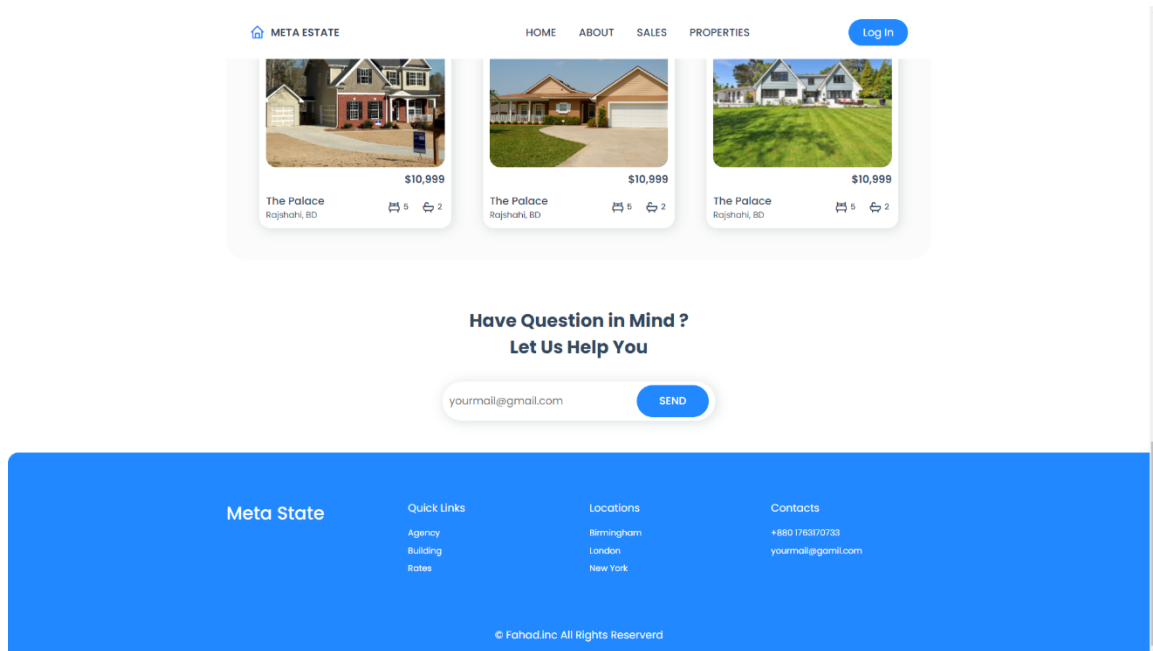 META ESTATE HOME ABOUT SALES PROPERTIES Log In
$10,999 $10,999 $10,999
The Palace 5 2 The Palace 5 2 The Palace 5 2
Rajshahi, BD Rajshahi, BD Rajshahi, BD
Have Question in Mind ?
Let Us Help You
yourmail@gmail.com SEND
Meta State
Quick Links
Agency
Building
Rates
Locations
Birmingham
London
New York
Contacts
+880 1763170733
yourmail@gamil.com
© Fahad.inc All Rights Reserverd